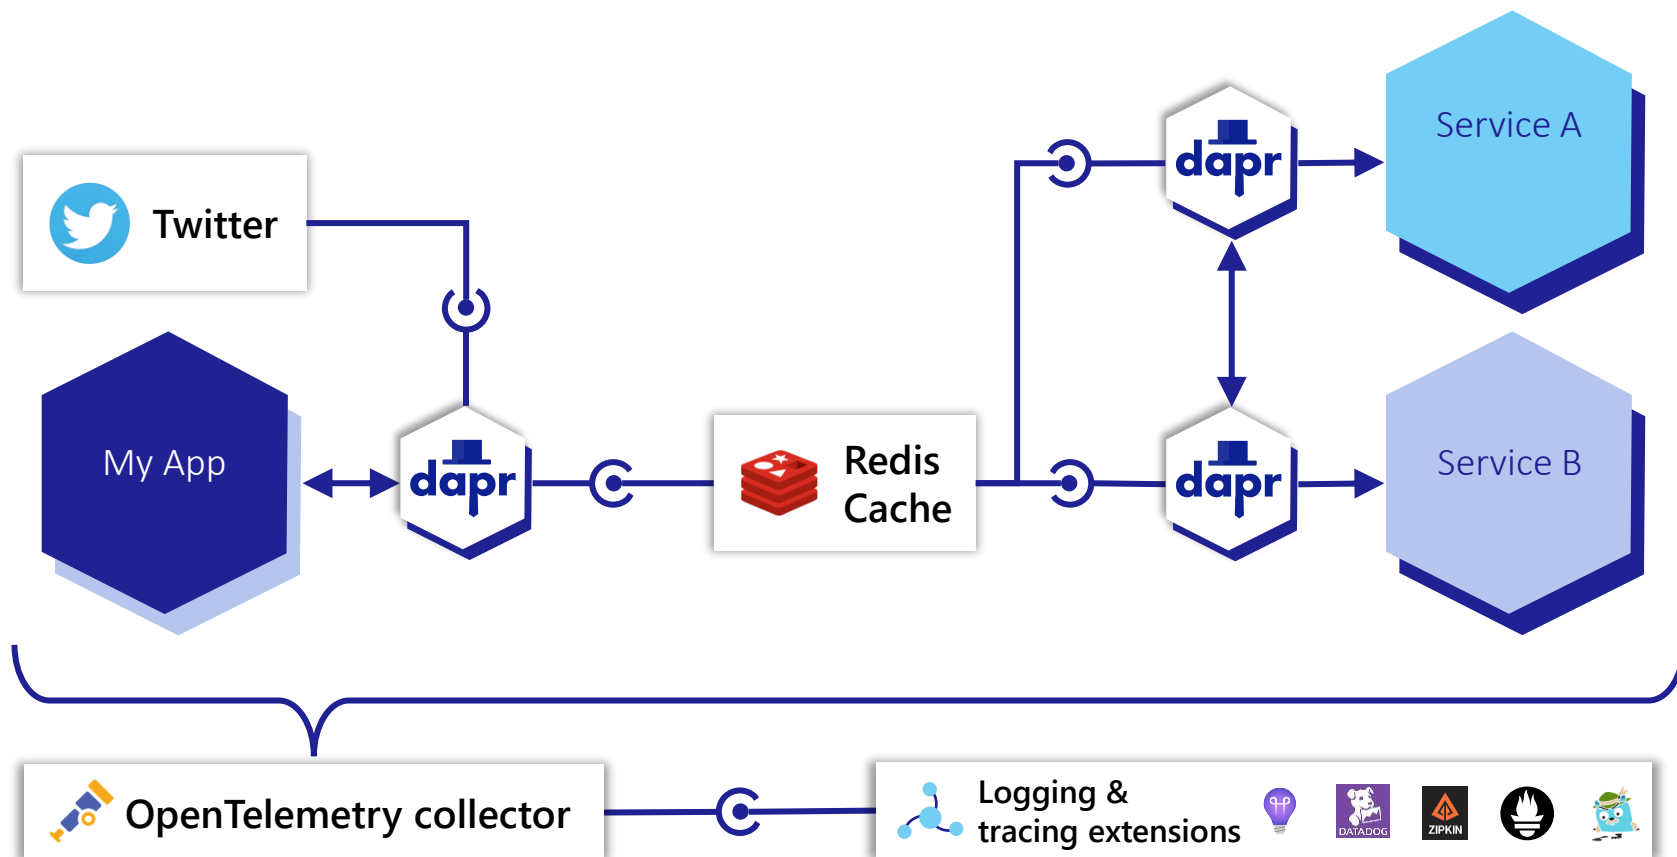 Service A
dapr
Twitter
My App
dapr
Redis
Cache
dapr
Service B
OpenTelemetry collector
Logging &
tracing extensions
DATADOG
ZIPKIN